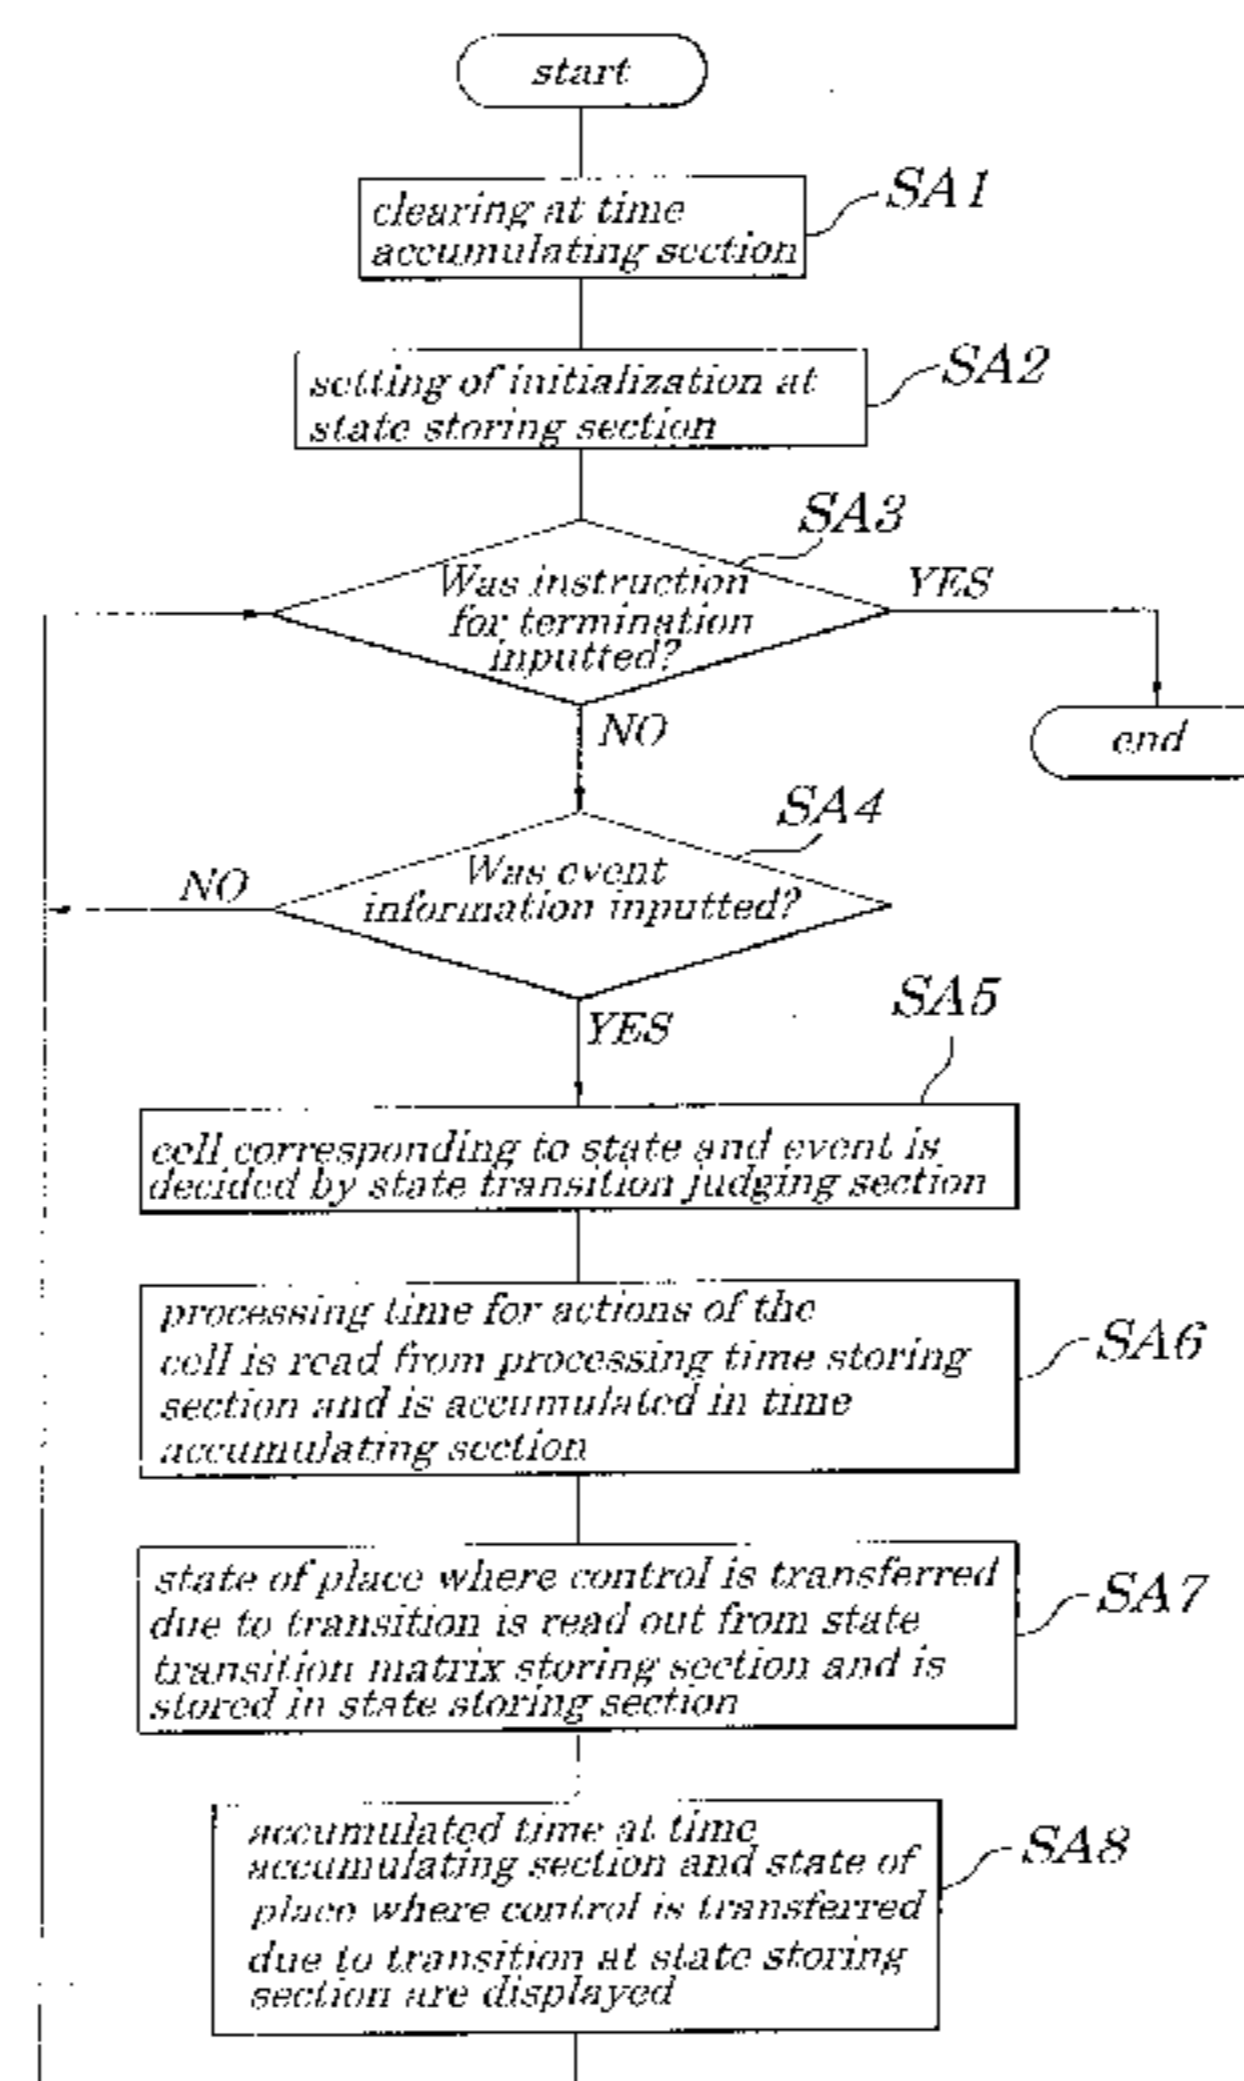 start
SA1
clearing at time
accumulating section
SA2
setting of initialization at
state storing section
SA3
Was instruction
for termination
inputted?
YES
end
NO
SA4
Was event
information inputted?
NO
YES
SA5
cell corresponding to state and event is
decided by state transition judging section
SA6
processing time for actions of the
cell is read from processing time storing
section and is accumulated in time
accumulating section
SA7
state of place where control is transferred
due to transition is read out from state
transition matrix storing section and is
stored in state storing section
SA8
accumulated time at time
accumulating section and state of
place where control is transferred
due to transition at state storing
section are displayed